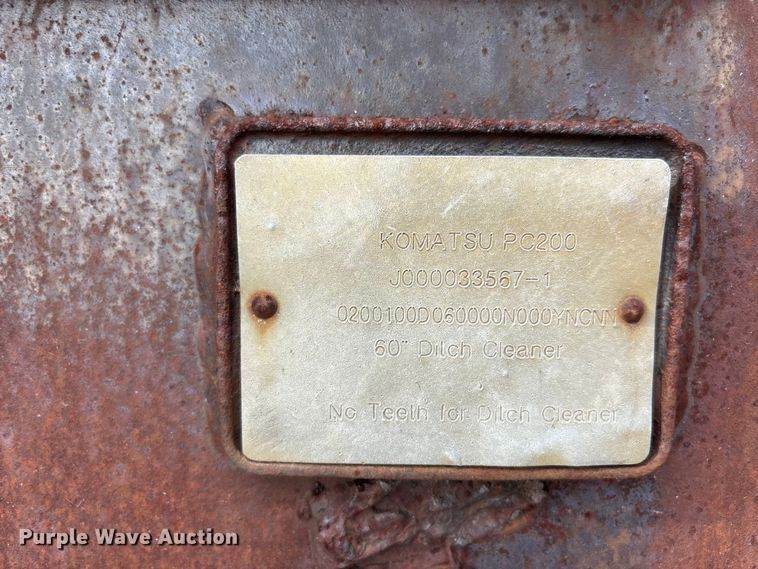 KOMATSU PC200
J000033567-1
0200100D060000N000YNCNN
60" Ditch Cleaner
No Teeth for Ditch Cleaner
Purple Wave Auction